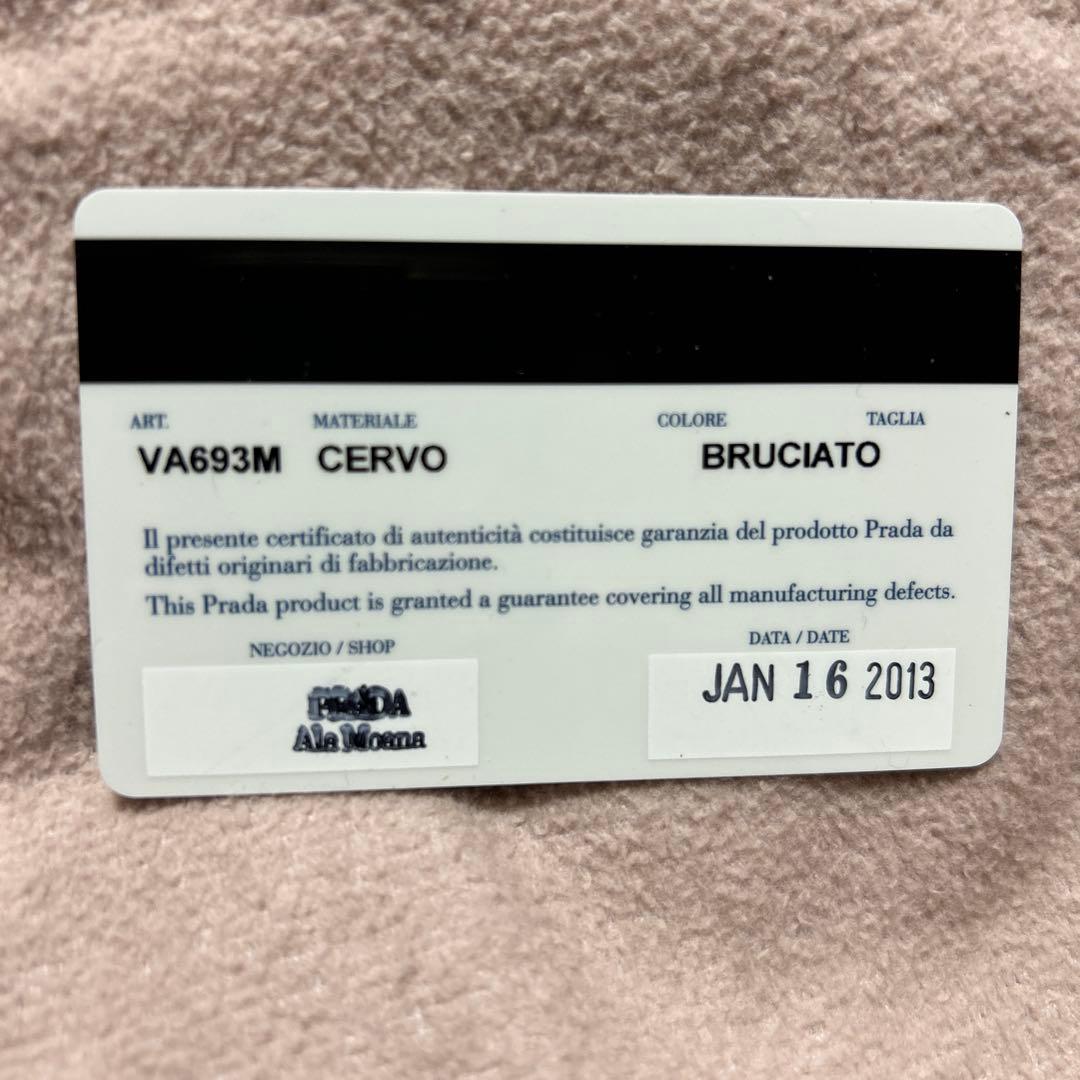 ART. MATERIALE COLORE TAGLIA
VA693M CERVO BRUCIATO
Il presente certificato di autenticità costituisce garanzia del prodotto Prada da
difetti originari di fabbricazione.
This Prada product is granted a guarantee covering all manufacturing defects.
NEGOZIO / SHOP DATA / DATE
PRADA JAN 16 2013
Ala Moana